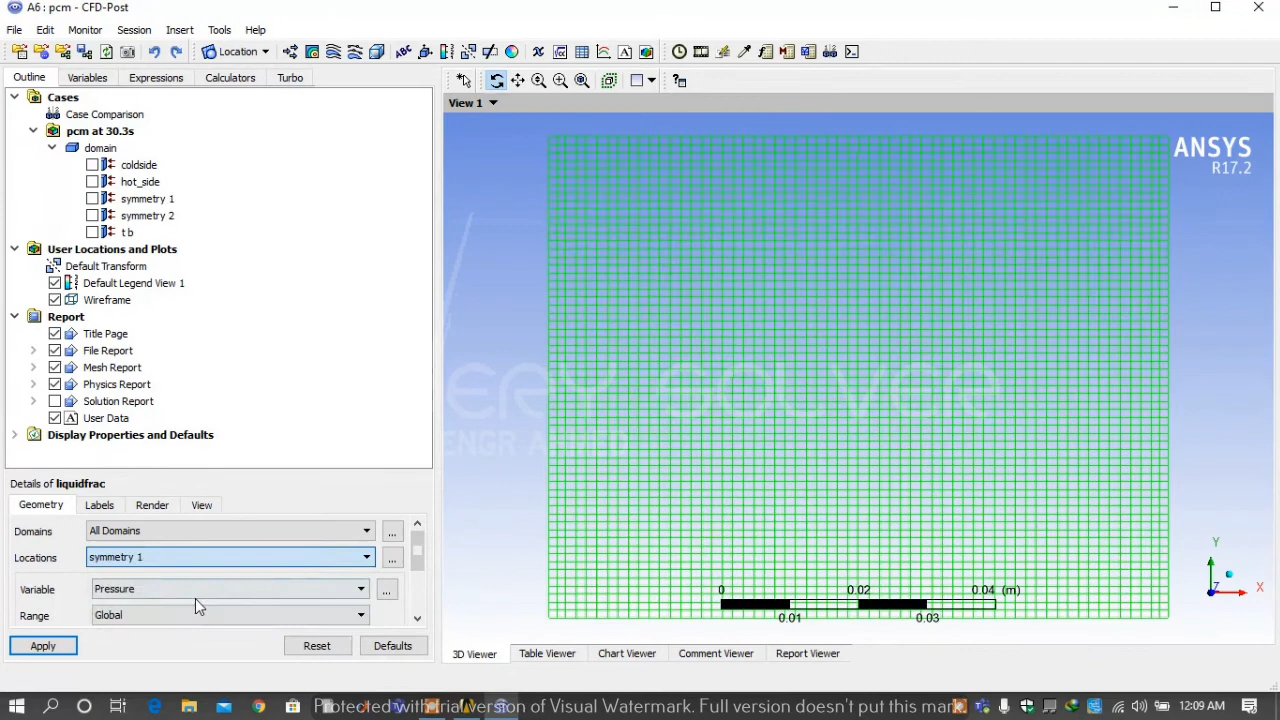 A6 : pcm - CFD-Post
File Edit Monitor Session Insert Tools Help
Location
Outline Variables Expressions Calculators Turbo
Cases
Case Comparison
pcm at 30.3s
domain
coldside
hot_side
symmetry 1
symmetry 2
t b
User Locations and Plots
Default Transform
Default Legend View 1
Wireframe
Report
Title Page
File Report
Mesh Report
Physics Report
Solution Report
A User Data
Display Properties and Defaults
Details of liquidfrac
Geometry Labels Render View
Domains All Domains ...
Locations symmetry 1 ...
Variable Pressure ...
Range Global
Apply Reset Defaults
View 1
ANSYS
R17.2
0 0.02 0.04 (m)
0.01 0.03
Y
Z X
3D Viewer Table Viewer Chart Viewer Comment Viewer Report Viewer
Protected with trial version of Visual Watermark. Full version doesn't put this mark.
12:09 AM